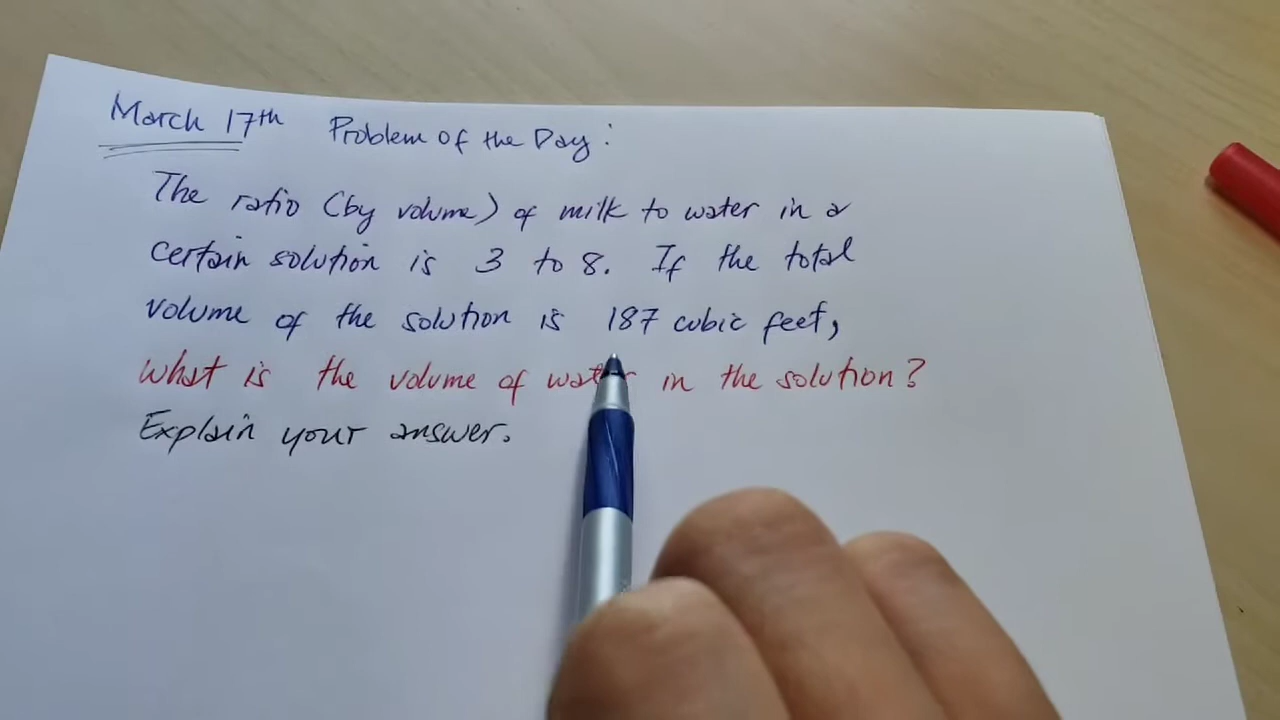 March 17th Problem of the Day:
The ratio (by volume) of milk to water in a
certain solution is 3 to 8. If the total
volume of the solution is 187 cubic feet,
What is the volume of water in the solution?
Explain your answer.